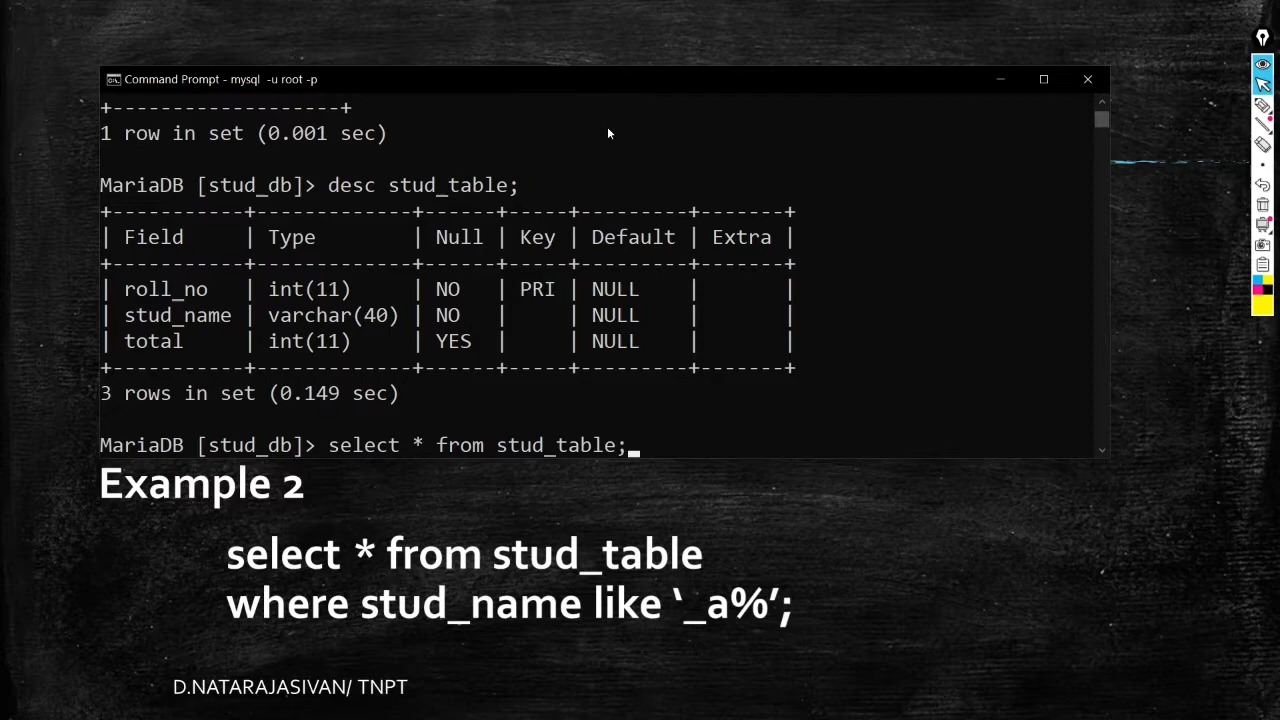 Command Prompt - mysql -u root -p
+-------------------+
1 row in set (0.001 sec)
MariaDB [stud_db]> desc stud_table;
+-----------+-------------+------+-----+---------+-------+
| Field     | Type        | Null | Key | Default | Extra |
+-----------+-------------+------+-----+---------+-------+
| roll_no   | int(11)     | NO   | PRI | NULL    |       |
| stud_name | varchar(40) | NO   |     | NULL    |       |
| total     | int(11)     | YES  |     | NULL    |       |
+-----------+-------------+------+-----+---------+-------+
3 rows in set (0.149 sec)
MariaDB [stud_db]> select * from stud_table;
Example 2
select * from stud_table
where stud_name like ‘_a%’;
D.NATARAJASIVAN/ TNPT